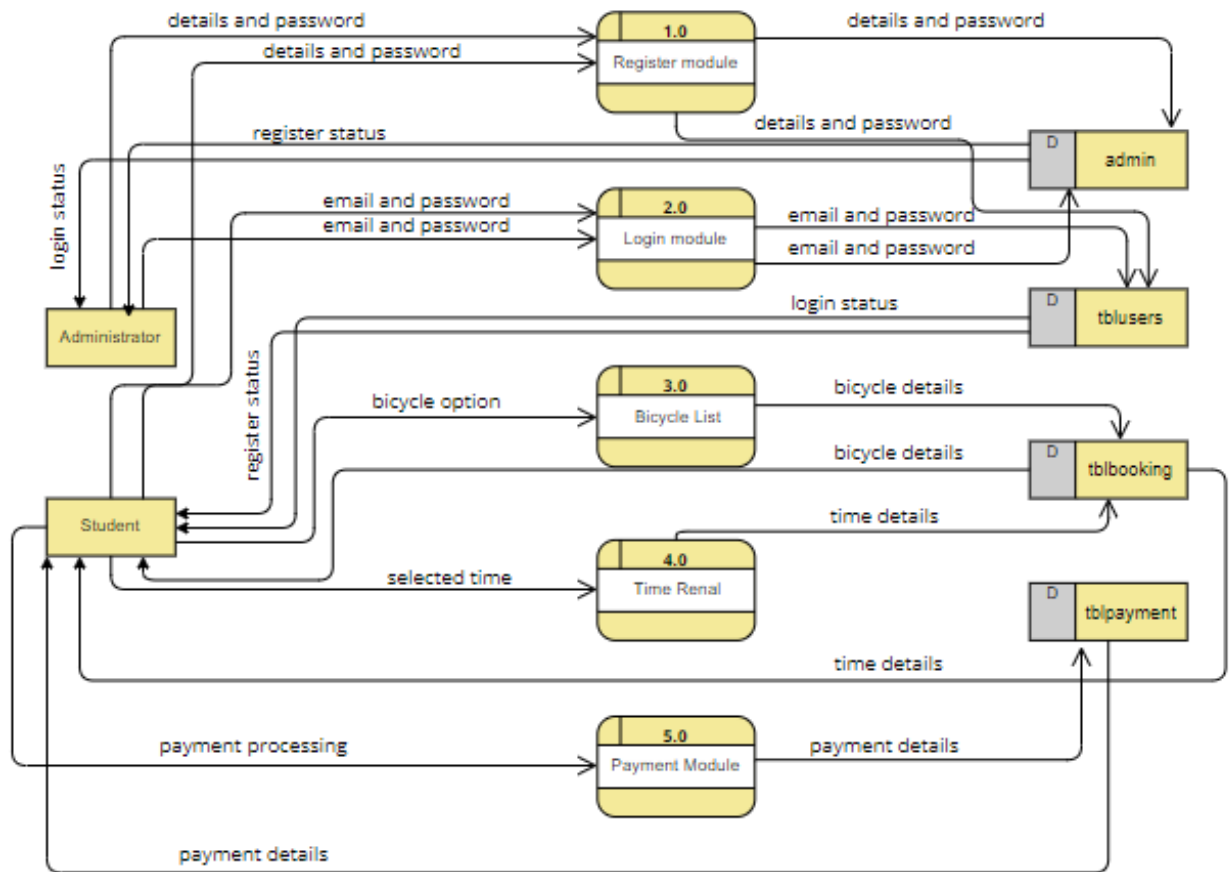 details and password
details and password
1.0
Register module
details and password
details and password
register status
login status
D
admin
email and password
email and password
2.0
Login module
email and password
email and password
Administrator
login status
D
tblusers
register status
bicycle option
3.0
Bicycle List
bicycle details
bicycle details
D
tblbooking
Student
time details
selected time
4.0
Time Renal
D
tblpayment
time details
payment processing
5.0
Payment Module
payment details
payment details